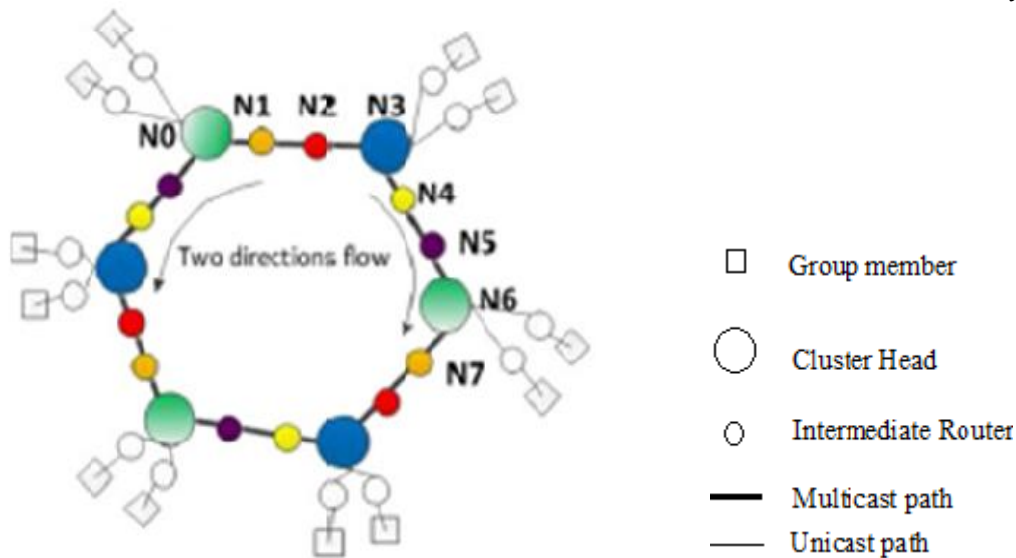 N0
N1
N2
N3
N4
N5
N6
N7
Two directions flow
Group member
Cluster Head
Intermediate Router
Multicast path
Unicast path